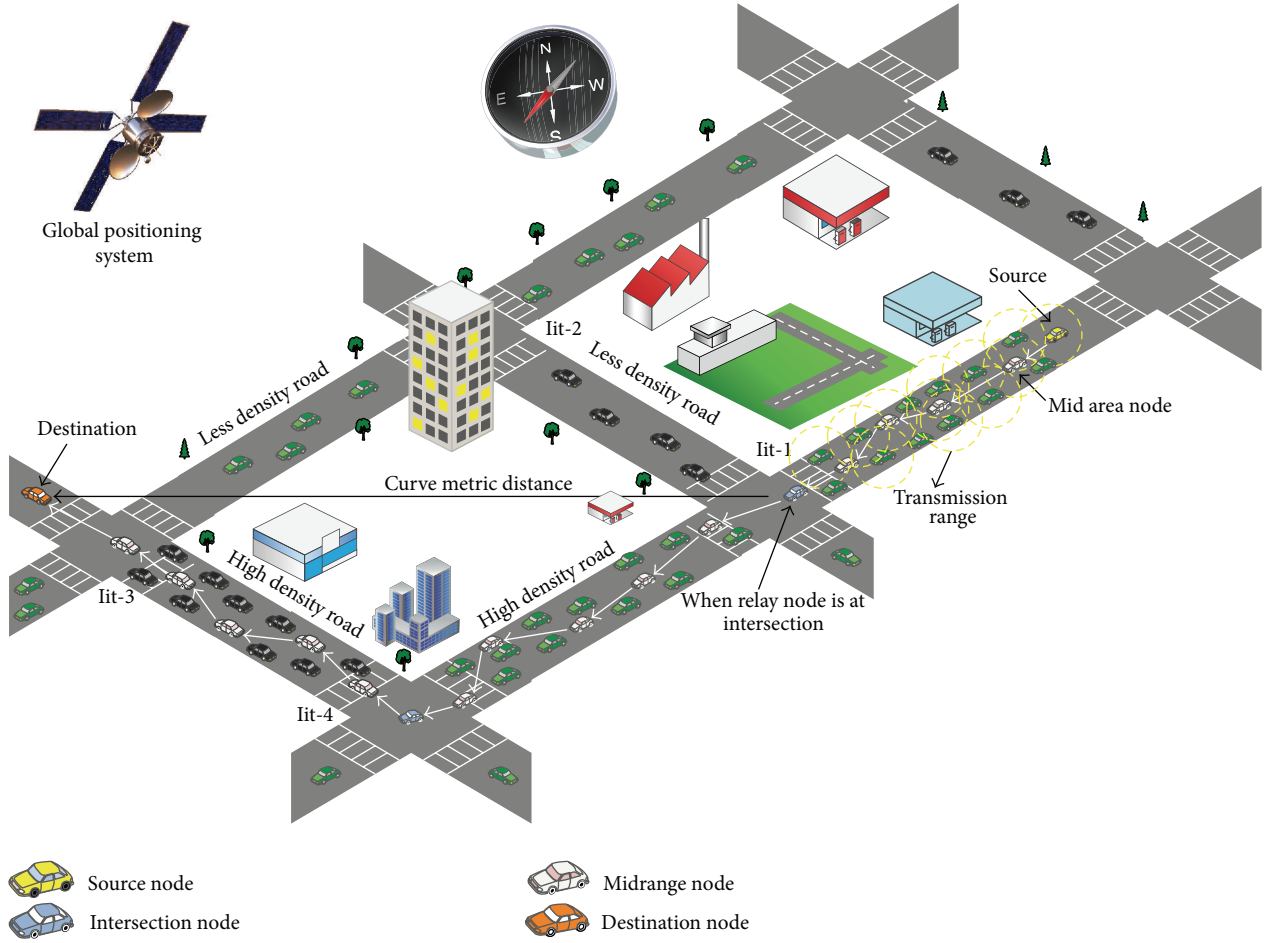 N
E
W
S
Global positioning
system
Source
Iit-2
Less density road
Less density road
Mid area node
Destination
Iit-1
Curve metric distance
Transmission
range
High density road
High density road
Iit-3
When relay node is at
intersection
Iit-4
Source node
Midrange node
Intersection node
Destination node